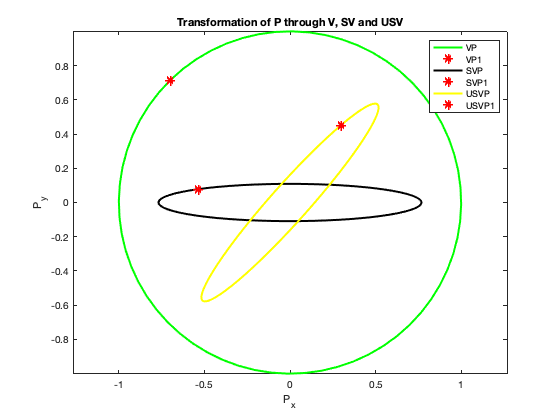 Transformation of P through V, SV and USV
VP
VP1
SVP
SVP1
USVP
USVP1
0.8
0.6
0.4
0.2
0
-0.2
-0.4
-0.6
-0.8
P_y
-1
-0.5
0
0.5
1
P_x